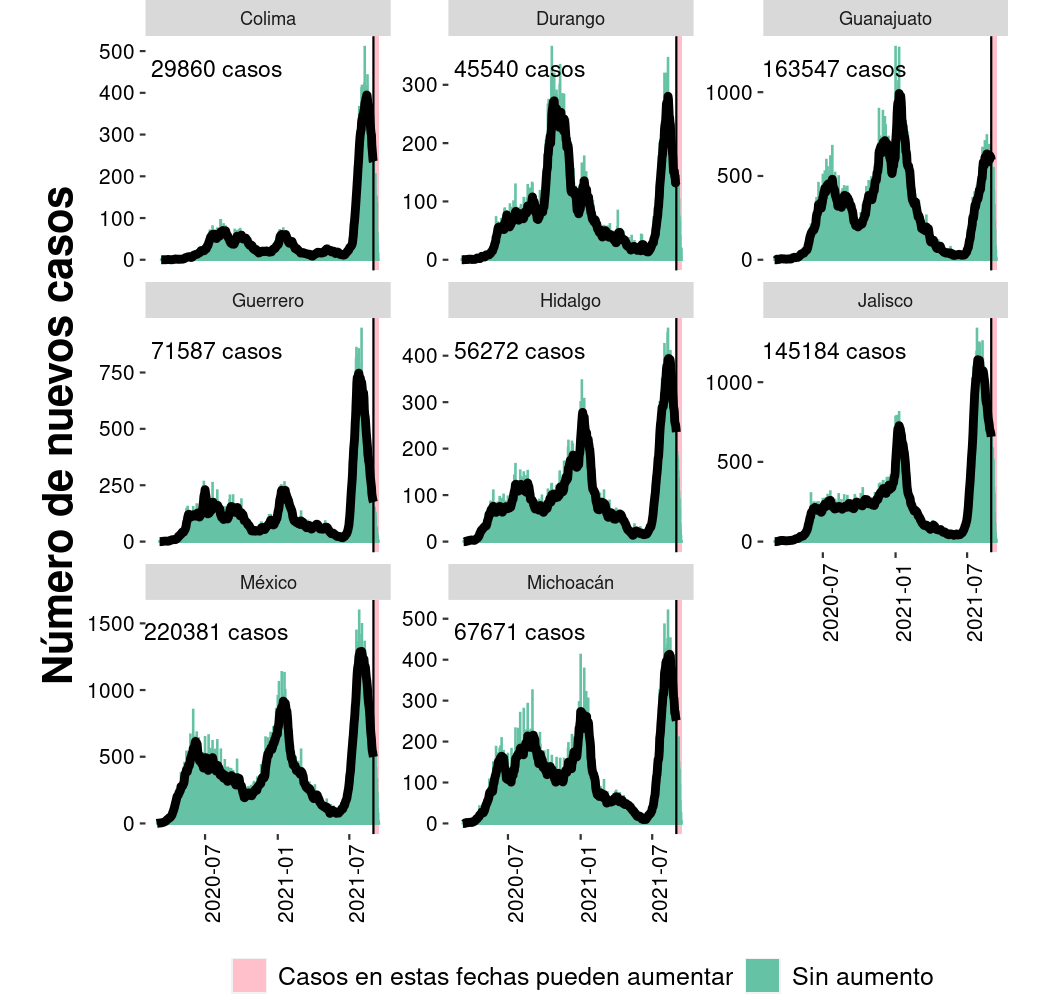 Número de nuevos casos
Colima
Durango
Guanajuato
29860 casos
45540 casos
163547 casos
500
400
300
200
100
0
300
200
100
0
1000
500
0
Guerrero
Hidalgo
Jalisco
71587 casos
56272 casos
145184 casos
750
500
250
0
400
300
200
100
0
1000
500
0
2020-07
2021-01
2021-07
México
Michoacán
220381 casos
67671 casos
1500
1000
500
0
500
400
300
200
100
0
2020-07
2021-01
2021-07
2020-07
2021-01
2021-07
Casos en estas fechas pueden aumentar
Sin aumento